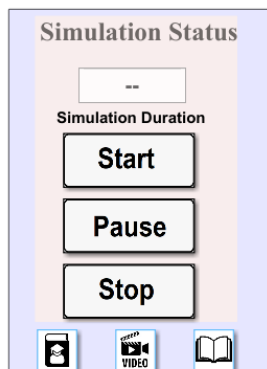 Simulation Status
--
Simulation Duration
Start
Pause
Stop
VIDEO